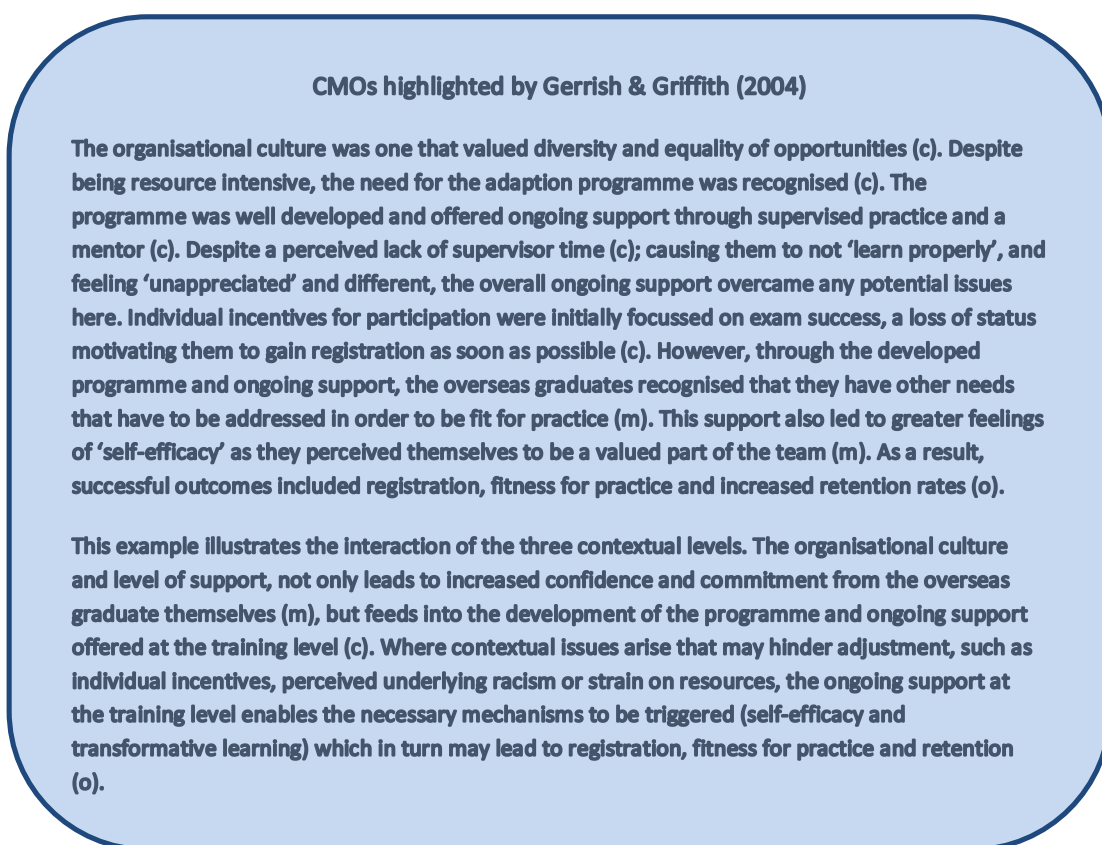 CMOs highlighted by Gerrish & Griffith (2004)
The organisational culture was one that valued diversity and equality of opportunities (c). Despite
being resource intensive, the need for the adaption programme was recognised (c). The
programme was well developed and offered ongoing support through supervised practice and a
mentor (c). Despite a perceived lack of supervisor time (c); causing them to not ‘learn properly’, and
feeling ‘unappreciated’ and different, the overall ongoing support overcame any potential issues
here. Individual incentives for participation were initially focussed on exam success, a loss of status
motivating them to gain registration as soon as possible (c). However, through the developed
programme and ongoing support, the overseas graduates recognised that they have other needs
that have to be addressed in order to be fit for practice (m). This support also led to greater feelings
of ‘self-efficacy’ as they perceived themselves to be a valued part of the team (m). As a result,
successful outcomes included registration, fitness for practice and increased retention rates (o).
This example illustrates the interaction of the three contextual levels. The organisational culture
and level of support, not only leads to increased confidence and commitment from the overseas
graduate themselves (m), but feeds into the development of the programme and ongoing support
offered at the training level (c). Where contextual issues arise that may hinder adjustment, such as
individual incentives, perceived underlying racism or strain on resources, the ongoing support at
the training level enables the necessary mechanisms to be triggered (self-efficacy and
transformative learning) which in turn may lead to registration, fitness for practice and retention
(o).